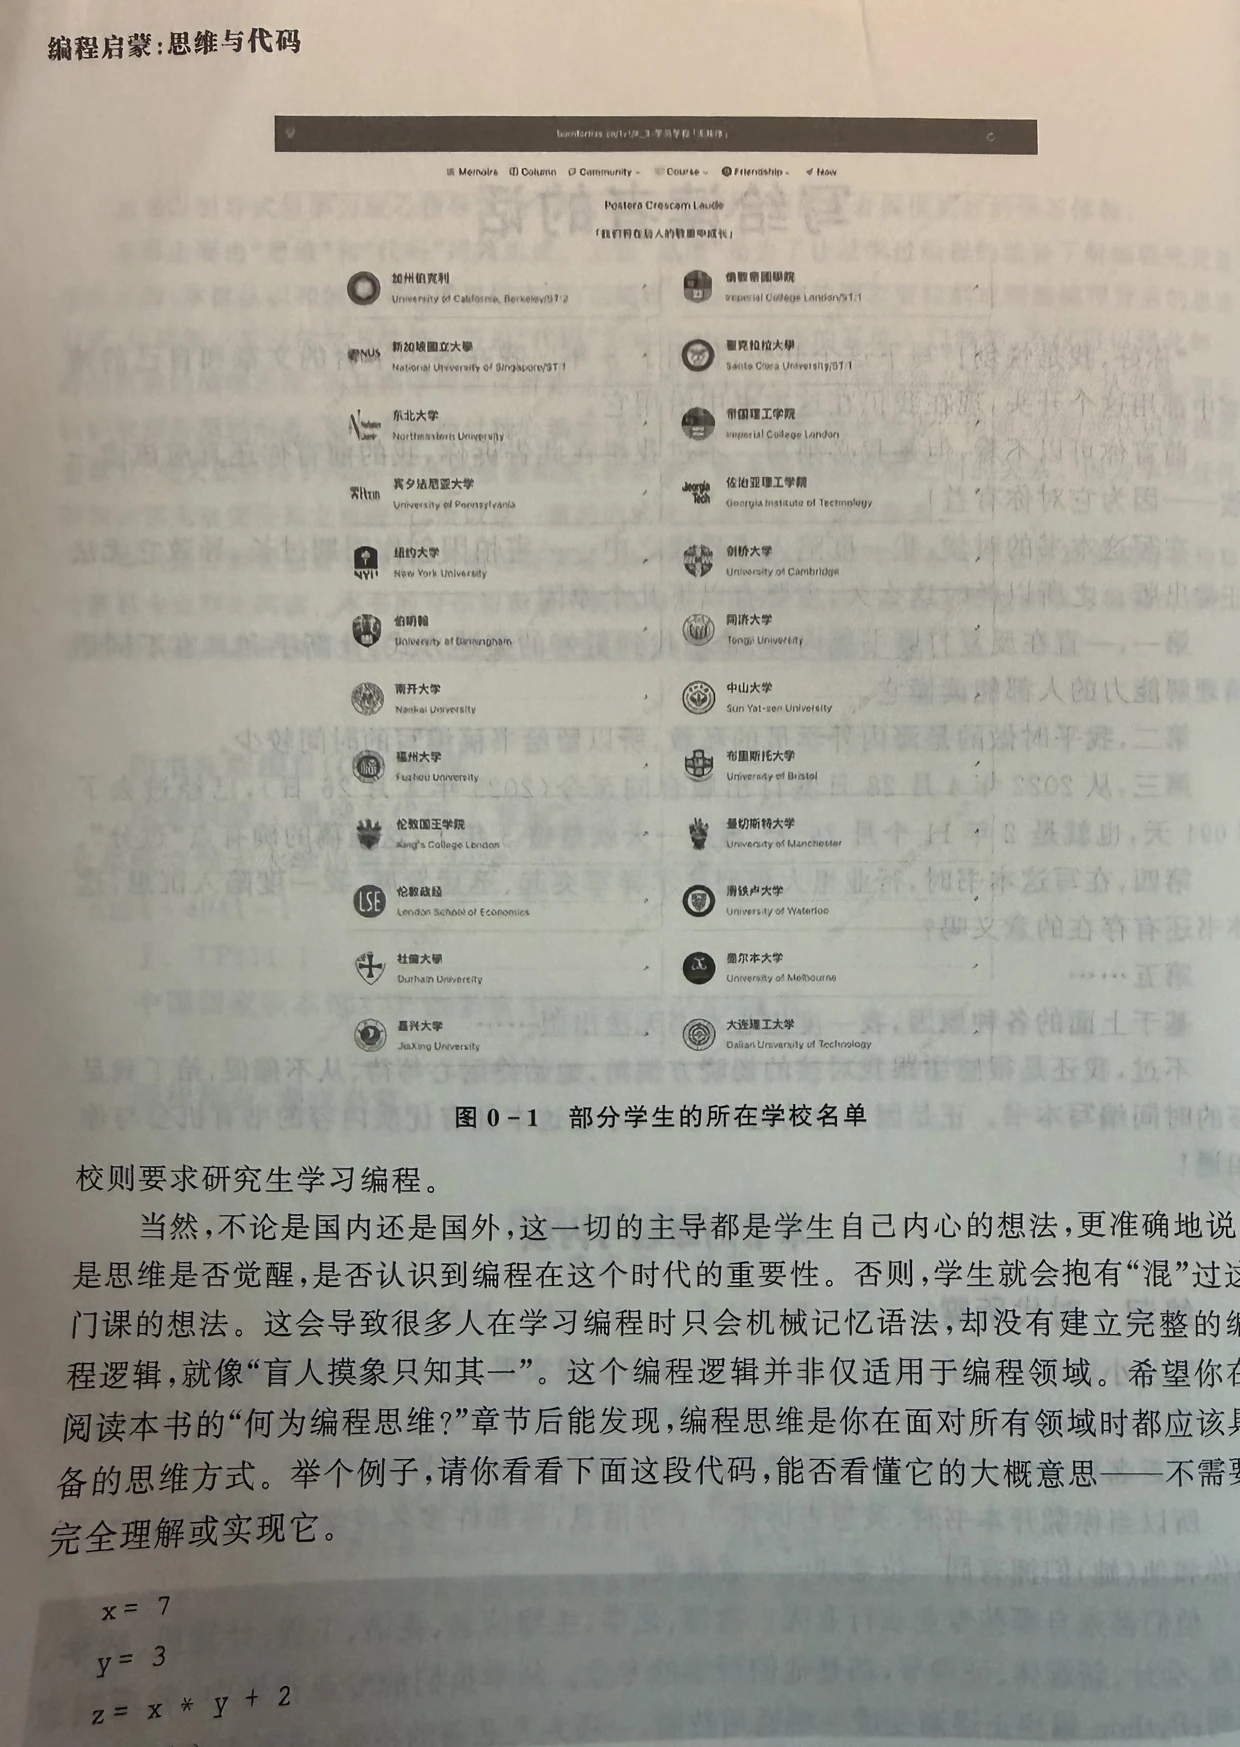 编程启蒙:思维与代码
Memoirs Column Community Course Friendship Now
Postera Crescam Laude
「我们将在后人的敬重中成长」
加州伯克利
University of California, Berkeley/ST:2
倫敦帝國學院
Imperial College London/ST:1
新加坡國立大學
National University of Singapore/ST:1
聖克拉拉大學
Santa Clara University/ST:1
东北大学
Northeastern University
帝国理工学院
Imperial College London
宾夕法尼亚大学
University of Pennsylvania
佐治亚理工学院
Georgia Institute of Technology
纽约大学
New York University
剑桥大学
University of Cambridge
伯明翰
University of Birmingham
同济大学
Tongji University
南开大学
Nankai University
中山大学
Sun Yat-sen University
福州大学
Fuzhou University
布里斯托大学
University of Bristol
伦敦国王学院
King's College London
曼切斯特大学
University of Manchester
LSE
伦敦政经
London School of Economics
滑铁卢大学
University of Waterloo
杜倫大學
Durham University
墨尔本大学
University of Melbourne
嘉兴大学
JiaXing University
大连理工大学
Dalian University of Technology
图 0-1 部分学生的所在学校名单
校则要求研究生学习编程。
当然,不论是国内还是国外,这一切的主导都是学生自己内心的想法,更准确地说
是思维是否觉醒,是否认识到编程在这个时代的重要性。否则,学生就会抱有“混”过这
门课的想法。这会导致很多人在学习编程时只会机械记忆语法,却没有建立完整的编
程逻辑,就像“盲人摸象只知其一”。这个编程逻辑并非仅适用于编程领域。希望你在
阅读本书的“何为编程思维?”章节后能发现,编程思维是你在面对所有领域时都应该具
备的思维方式。举个例子,请你看看下面这段代码,能否看懂它的大概意思——不需要
完全理解或实现它。
x = 7
y = 3
z = x * y + 2